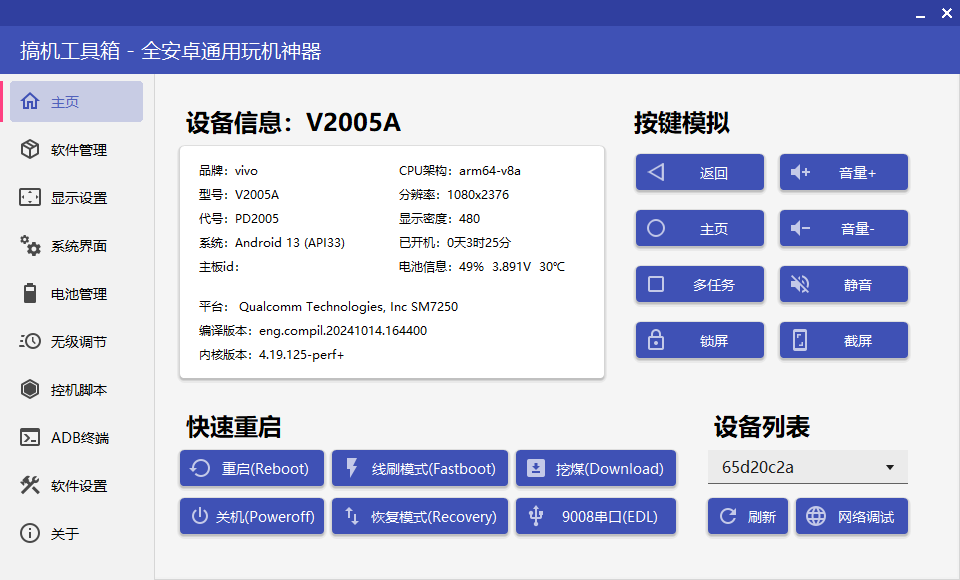 搞机工具箱 - 全安卓通用玩机神器
主页
软件管理
显示设置
系统界面
电池管理
无级调节
控机脚本
ADB终端
软件设置
关于
设备信息：V2005A
品牌：vivo
型号：V2005A
代号：PD2005
系统：Android 13 (API33)
主板id：
CPU架构：arm64-v8a
分辨率：1080x2376
显示密度：480
已开机：0天3时25分
电池信息：49% 3.891V 30℃
平台： Qualcomm Technologies, Inc SM7250
编译版本：eng.compil.20241014.164400
内核版本：4.19.125-perf+
按键模拟
返回
音量+
主页
音量-
多任务
静音
锁屏
截屏
快速重启
重启(Reboot)
线刷模式(Fastboot)
挖煤(Download)
关机(Poweroff)
恢复模式(Recovery)
9008串口(EDL)
设备列表
65d20c2a
刷新
网络调试